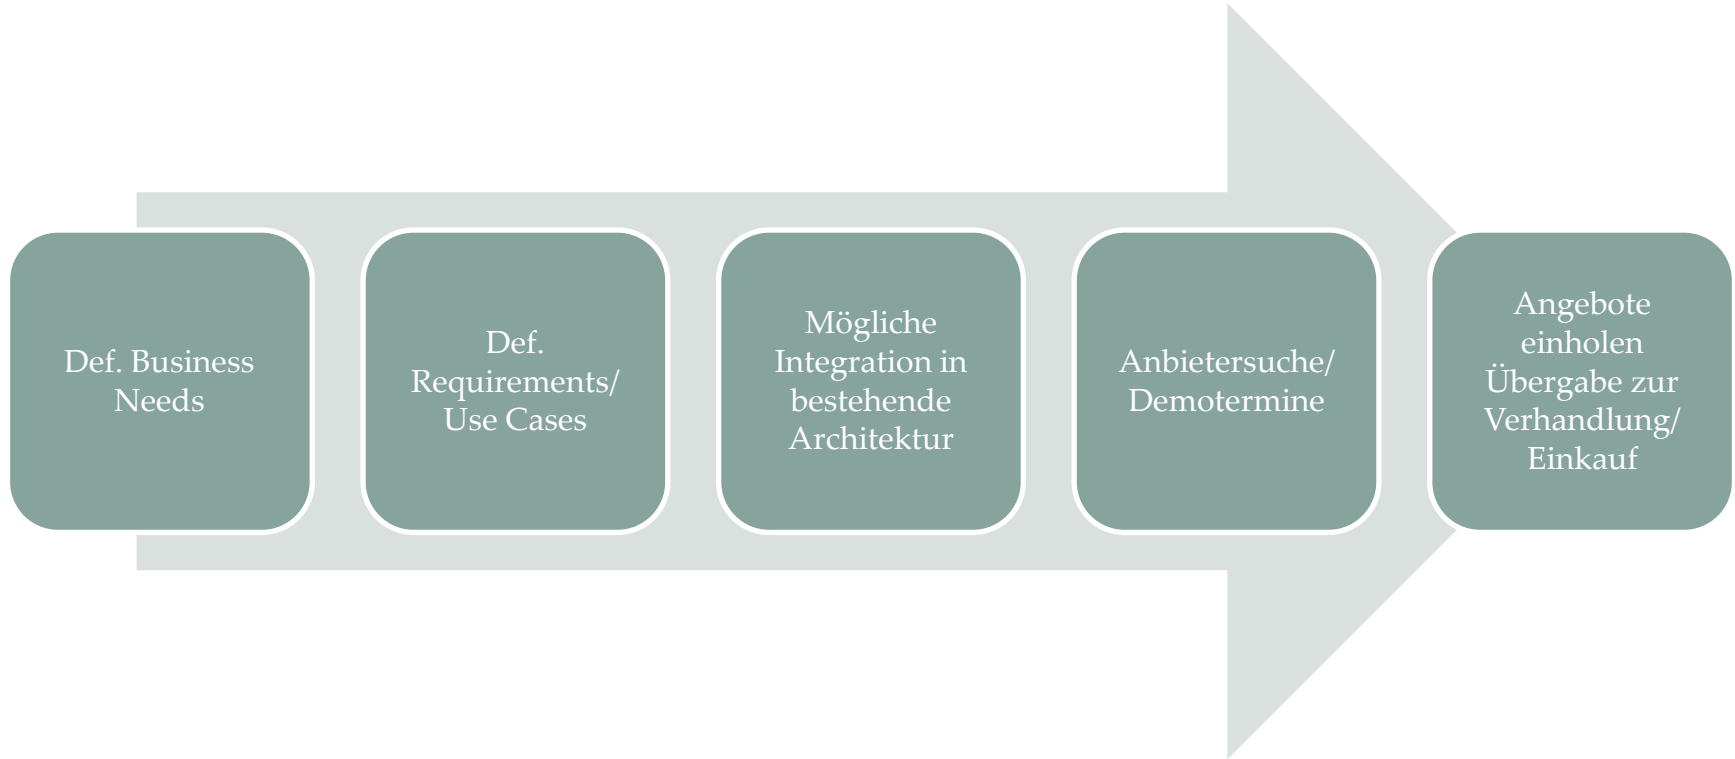 Def. Business
Needs
Def.
Requirements/
Use Cases
Mögliche
Integration in
bestehende
Architektur
Anbietersuche/
Demotermine
Angebote
einholen
Übergabe zur
Verhandlung/
Einkauf